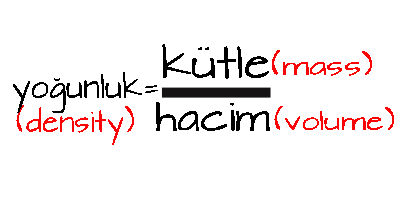 kütle(mass)
yoğunluk=
(density) hacim(volume)